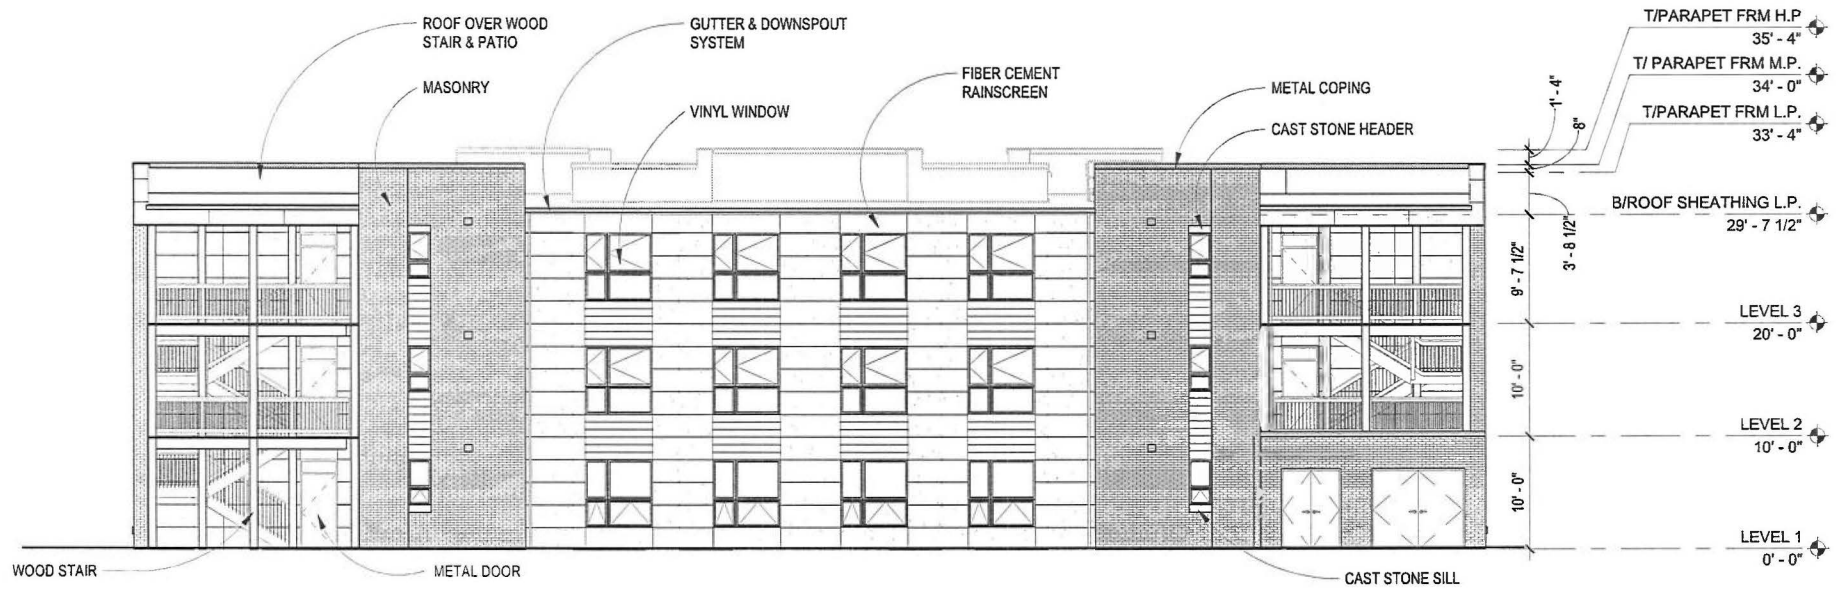 ROOF OVER WOOD
STAIR & PATIO
GUTTER & DOWNSPOUT
SYSTEM
MASONRY
VINYL WINDOW
FIBER CEMENT
RAINSCREEN
METAL COPING
CAST STONE HEADER
T/PARAPET FRM H.P
35' - 4"
T/ PARAPET FRM M.P.
34' - 0"
T/PARAPET FRM L.P.
33' - 4"
1' - 4"
8"
B/ROOF SHEATHING L.P.
29' - 7 1/2"
3' - 8 1/2"
9' - 7 1/2"
LEVEL 3
20' - 0"
10' - 0"
LEVEL 2
10' - 0"
10' - 0"
LEVEL 1
0' - 0"
WOOD STAIR
METAL DOOR
CAST STONE SILL